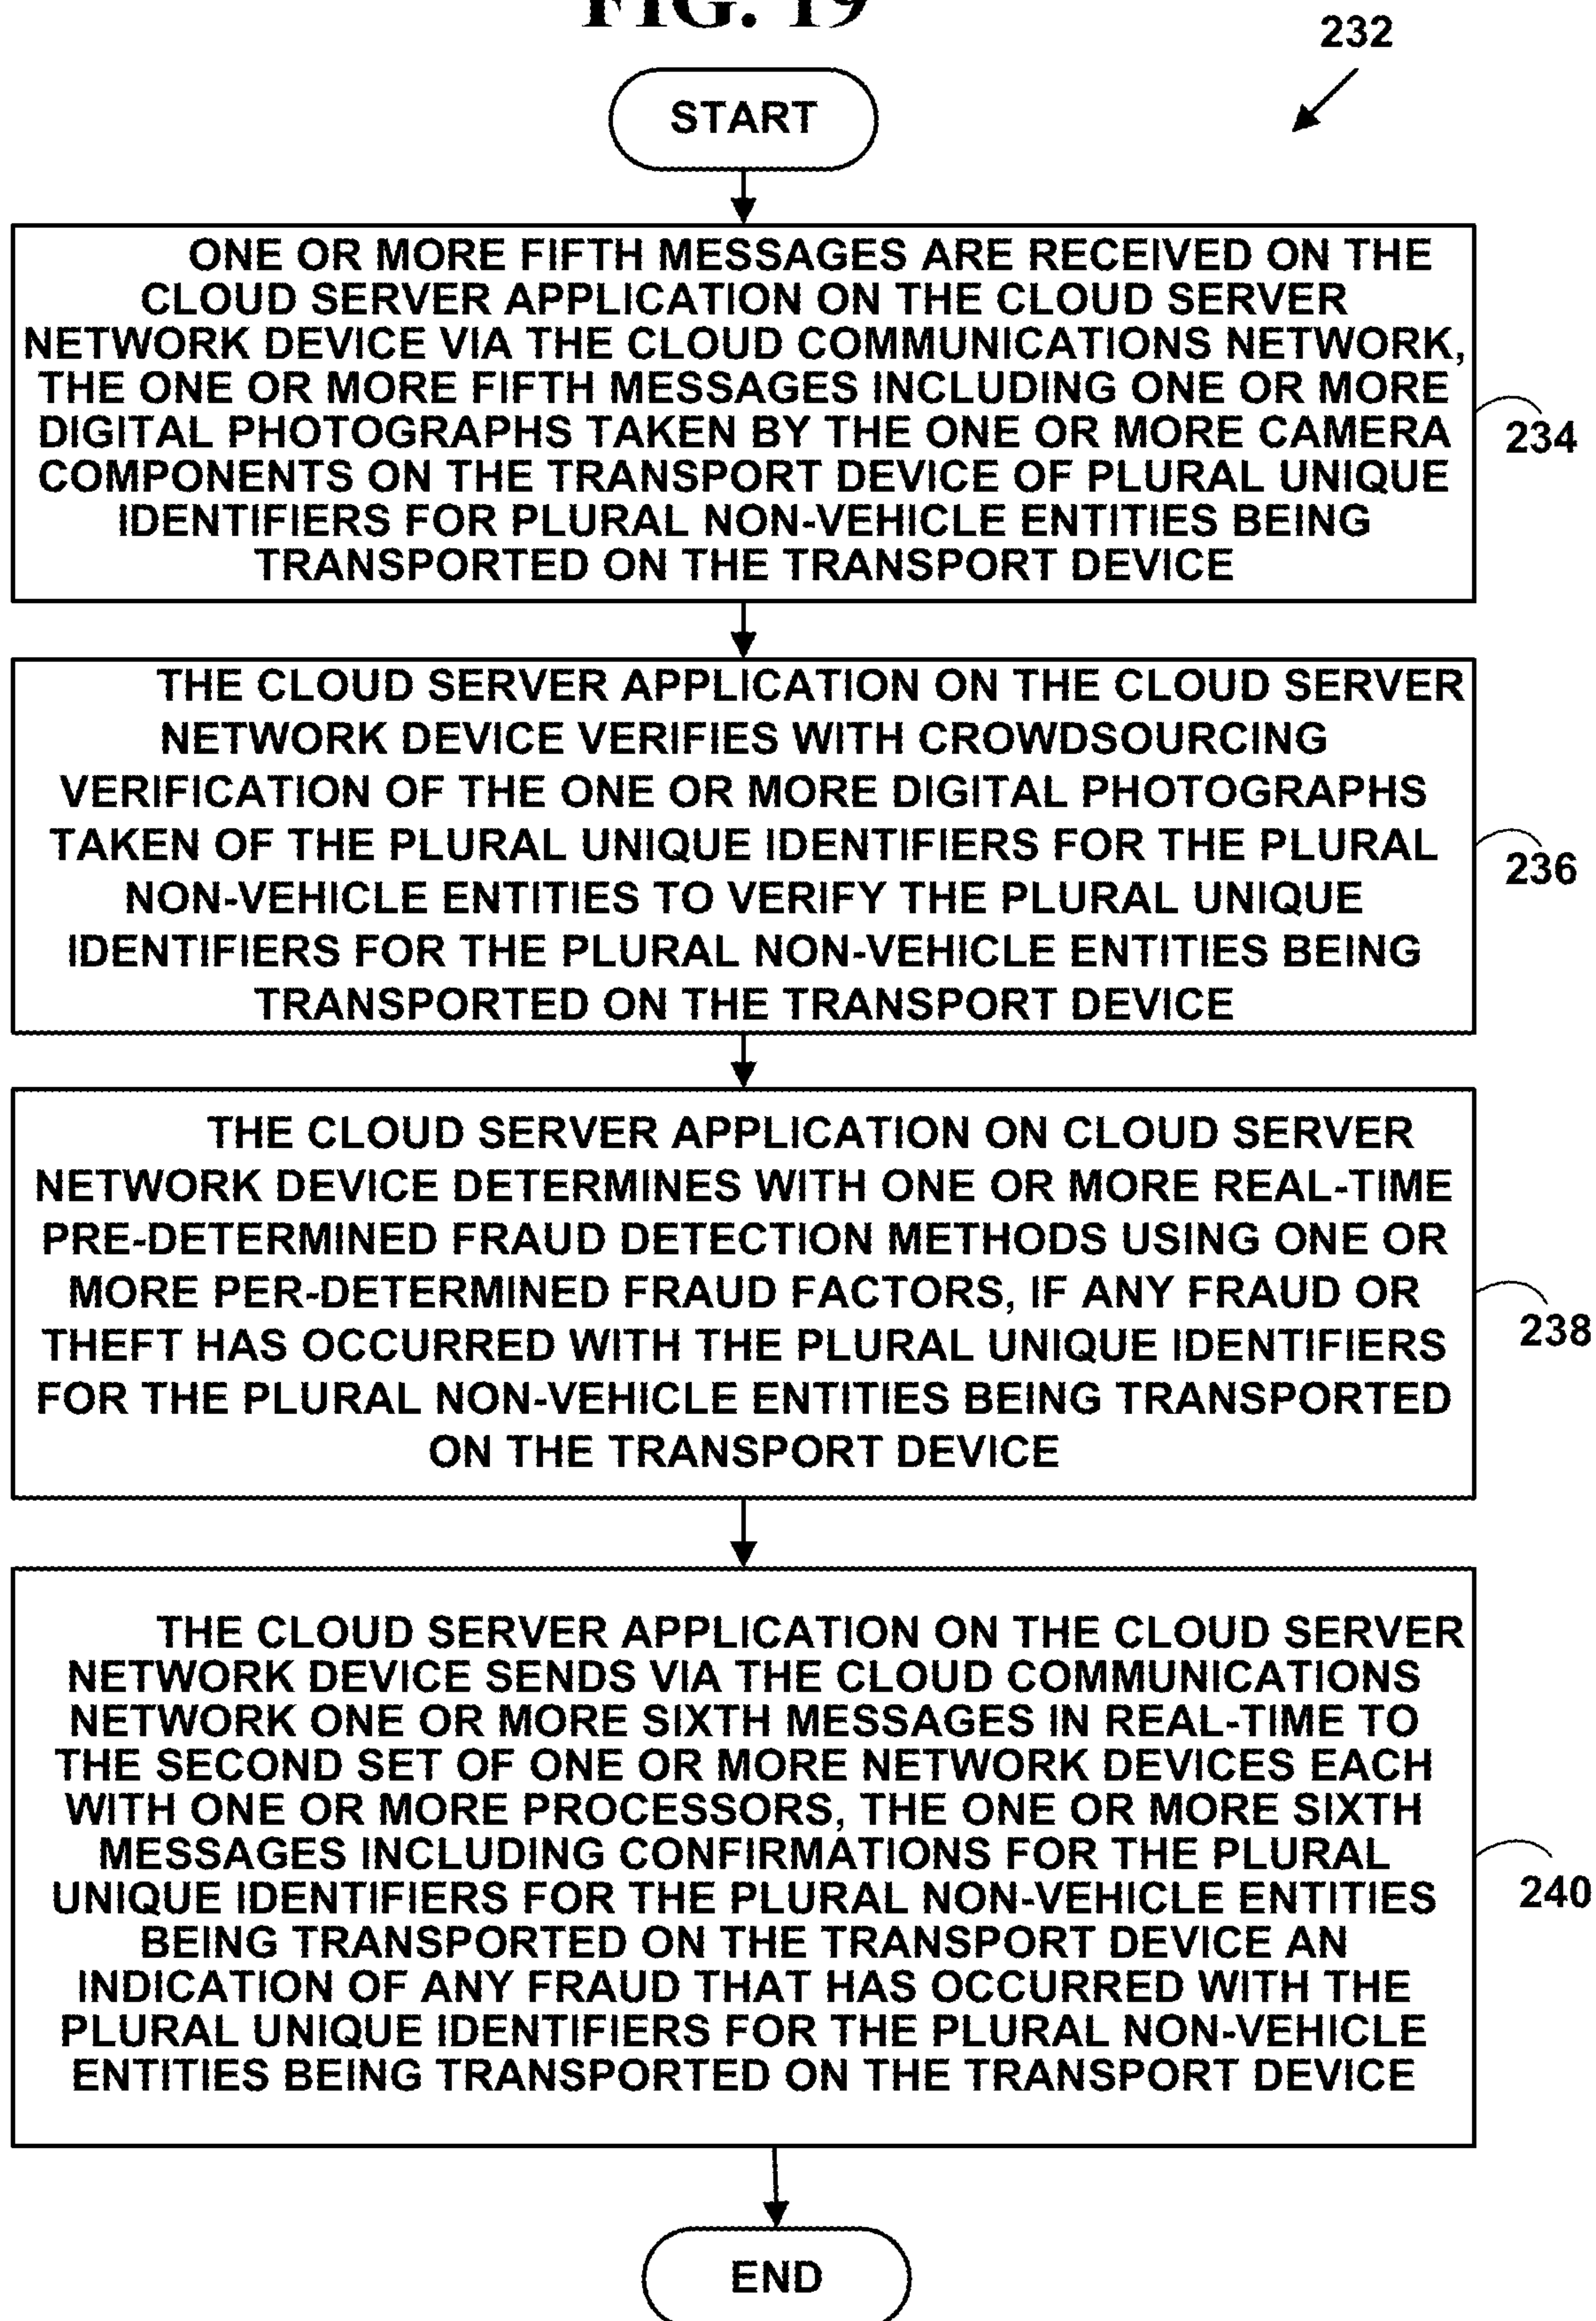 FIG. 19
232
START
ONE OR MORE FIFTH MESSAGES ARE RECEIVED ON THE
CLOUD SERVER APPLICATION ON THE CLOUD SERVER
NETWORK DEVICE VIA THE CLOUD COMMUNICATIONS NETWORK,
THE ONE OR MORE FIFTH MESSAGES INCLUDING ONE OR MORE
DIGITAL PHOTOGRAPHS TAKEN BY THE ONE OR MORE CAMERA
COMPONENTS ON THE TRANSPORT DEVICE OF PLURAL UNIQUE
IDENTIFIERS FOR PLURAL NON-VEHICLE ENTITIES BEING
TRANSPORTED ON THE TRANSPORT DEVICE
234
THE CLOUD SERVER APPLICATION ON THE CLOUD SERVER
NETWORK DEVICE VERIFIES WITH CROWDSOURCING
VERIFICATION OF THE ONE OR MORE DIGITAL PHOTOGRAPHS
TAKEN OF THE PLURAL UNIQUE IDENTIFIERS FOR THE PLURAL
NON-VEHICLE ENTITIES TO VERIFY THE PLURAL UNIQUE
IDENTIFIERS FOR THE PLURAL NON-VEHICLE ENTITIES BEING
TRANSPORTED ON THE TRANSPORT DEVICE
236
THE CLOUD SERVER APPLICATION ON CLOUD SERVER
NETWORK DEVICE DETERMINES WITH ONE OR MORE REAL-TIME
PRE-DETERMINED FRAUD DETECTION METHODS USING ONE OR
MORE PER-DETERMINED FRAUD FACTORS, IF ANY FRAUD OR
THEFT HAS OCCURRED WITH THE PLURAL UNIQUE IDENTIFIERS
FOR THE PLURAL NON-VEHICLE ENTITIES BEING TRANSPORTED
ON THE TRANSPORT DEVICE
238
THE CLOUD SERVER APPLICATION ON THE CLOUD SERVER
NETWORK DEVICE SENDS VIA THE CLOUD COMMUNICATIONS
NETWORK ONE OR MORE SIXTH MESSAGES IN REAL-TIME TO
THE SECOND SET OF ONE OR MORE NETWORK DEVICES EACH
WITH ONE OR MORE PROCESSORS, THE ONE OR MORE SIXTH
MESSAGES INCLUDING CONFIRMATIONS FOR THE PLURAL
UNIQUE IDENTIFIERS FOR THE PLURAL NON-VEHICLE ENTITIES
BEING TRANSPORTED ON THE TRANSPORT DEVICE AN
INDICATION OF ANY FRAUD THAT HAS OCCURRED WITH THE
PLURAL UNIQUE IDENTIFIERS FOR THE PLURAL NON-VEHICLE
ENTITIES BEING TRANSPORTED ON THE TRANSPORT DEVICE
240
END